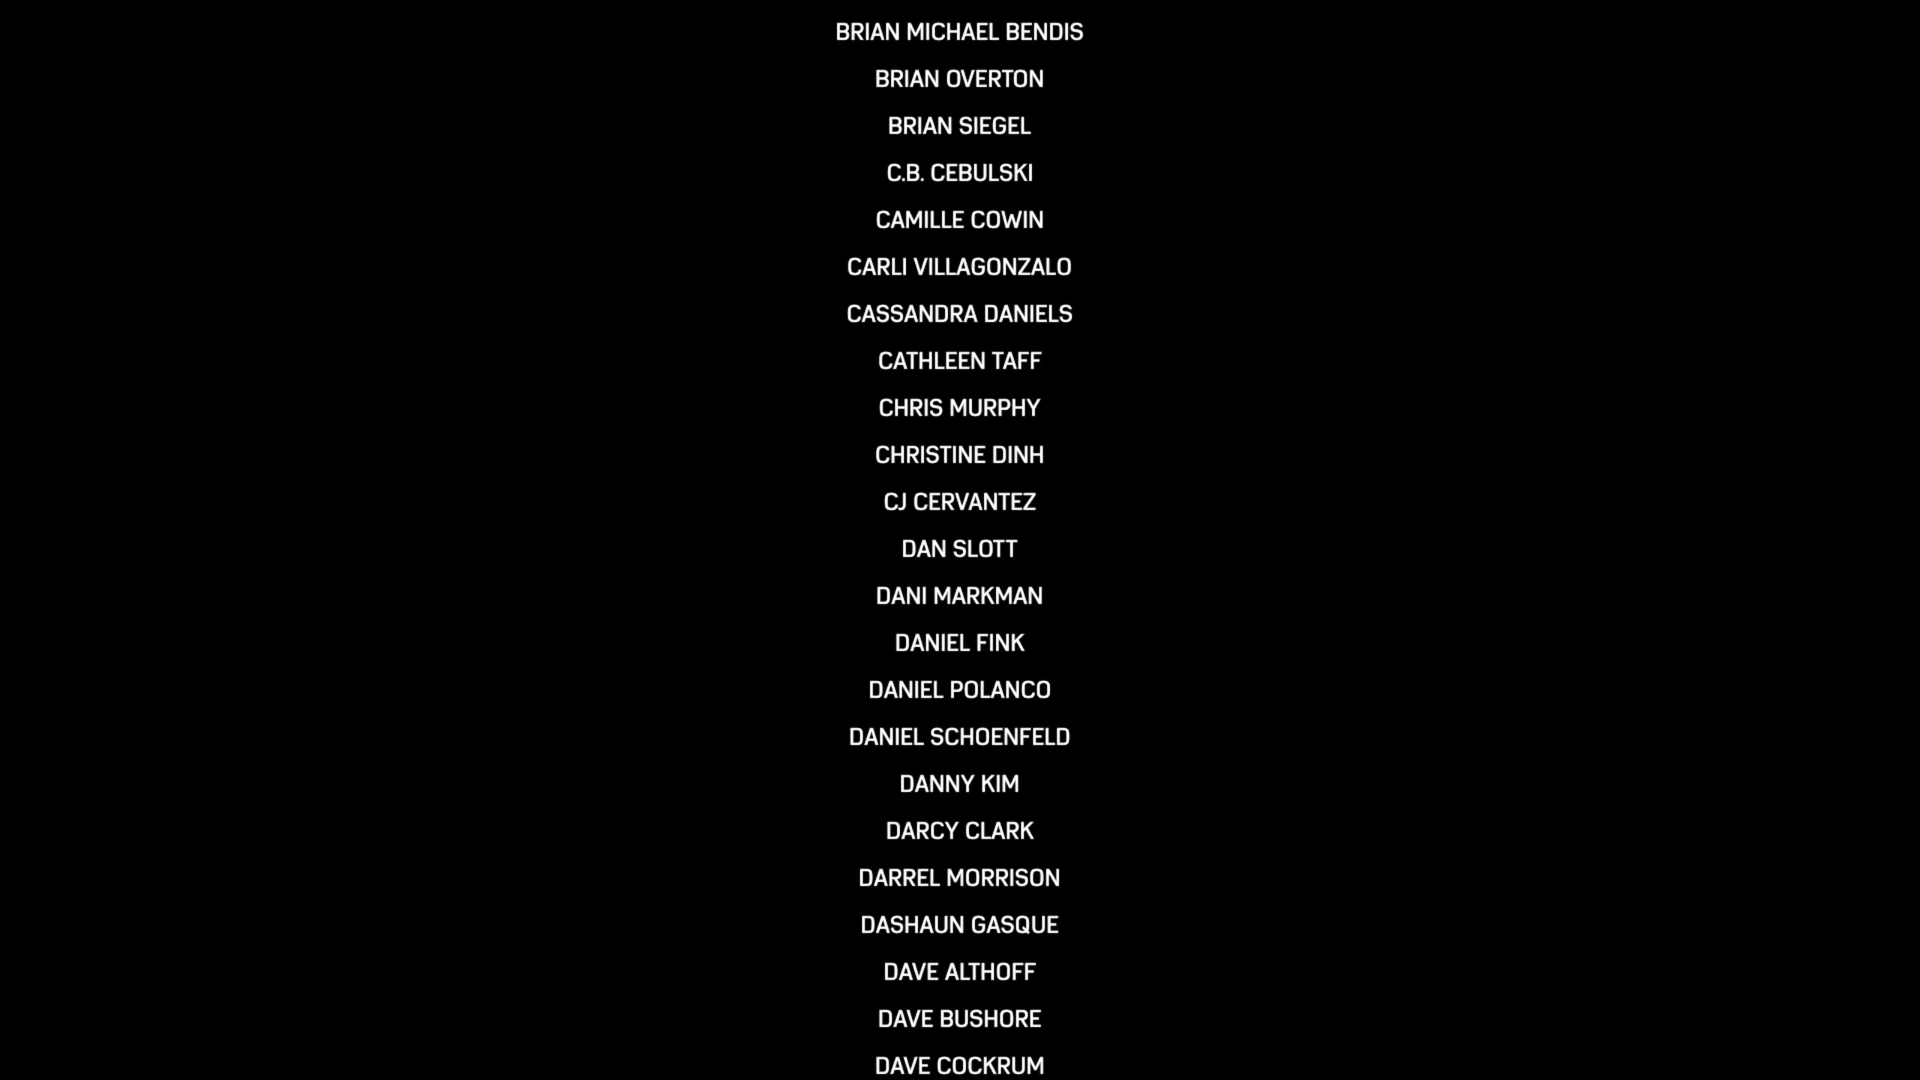 BRIAN MICHAEL BENDIS
BRIAN OVERTON
BRIAN SIEGEL
C.B. CEBULSKI
CAMILLE COWIN
CARLI VILLAGONZALO
CASSANDRA DANIELS
CATHLEEN TAFF
CHRIS MURPHY
CHRISTINE DINH
CJ CERVANTEZ
DAN SLOTT
DANI MARKMAN
DANIEL FINK
DANIEL POLANCO
DANIEL SCHOENFELD
DANNY KIM
DARCY CLARK
DARREL MORRISON
DASHAUN GASQUE
DAVE ALTHOFF
DAVE BUSHORE
DAVE COCKRUM